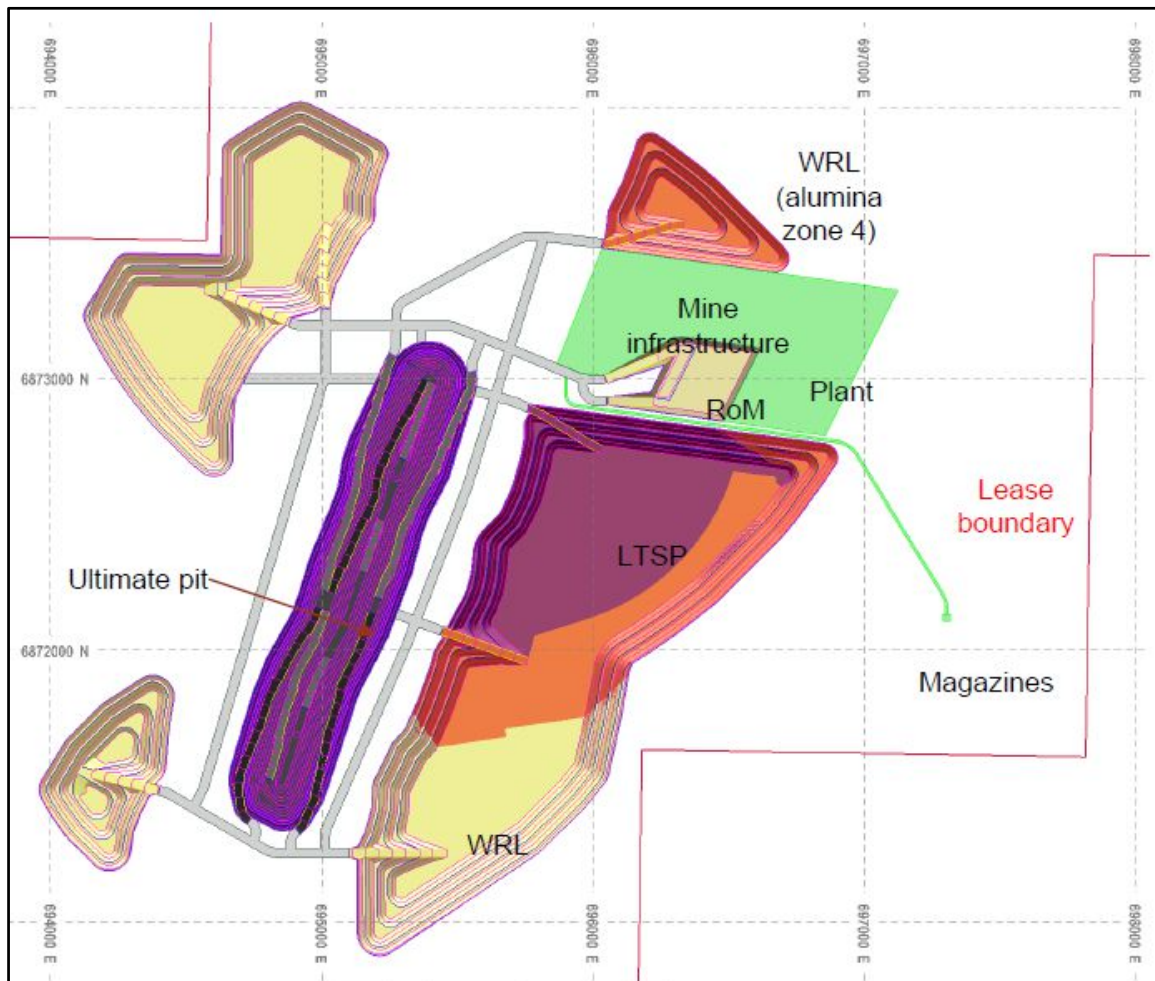 694000 E
695000 E
696000 E
697000 E
698000 E
WRL
(alumina
zone 4)
Mine
infrastructure
6873000 N
RoM
Plant
Lease
boundary
LTSP
Ultimate pit
6872000 N
Magazines
WRL
694000 E
695000 E
696000 E
697000 E
698000 E